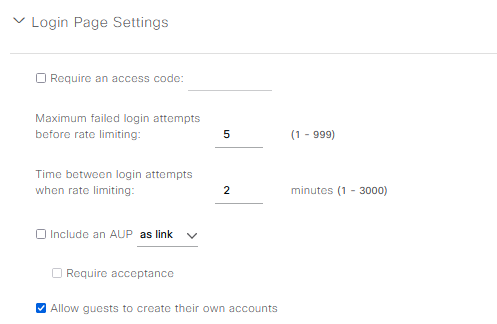 Login Page Settings
Require an access code:
Maximum failed login attempts
before rate limiting: 5 (1 - 999)
Time between login attempts
when rate limiting: 2 minutes (1 - 3000)
Include an AUP as link
Require acceptance
Allow guests to create their own accounts